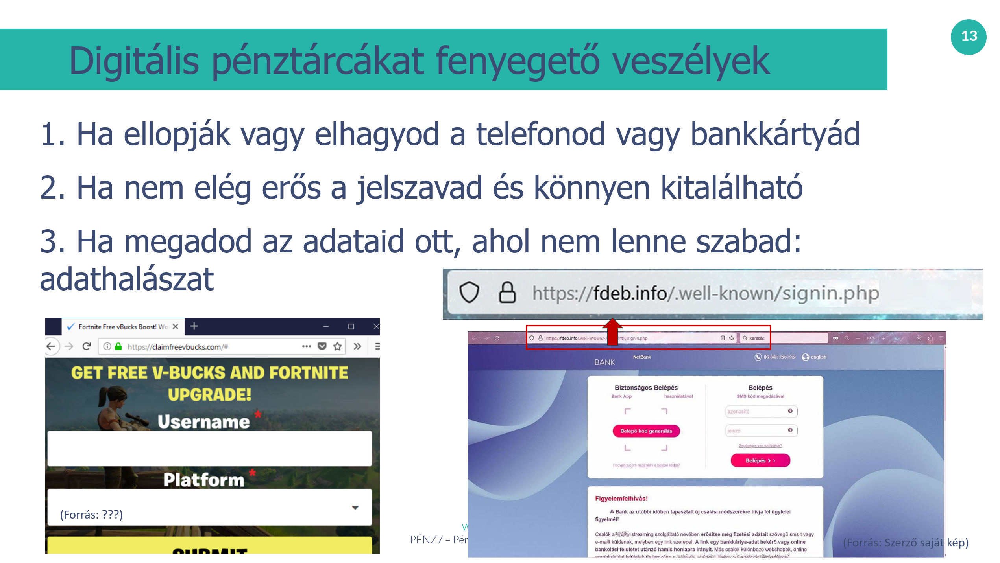 13
Digitális pénztárcákat fenyegető veszélyek
1. Ha ellopják vagy elhagyod a telefonod vagy bankkártyád
2. Ha nem elég erős a jelszavad és könnyen kitalálható
3. Ha megadod az adataid ott, ahol nem lenne szabad:
adathalászat
https://fdeb.info/.well-known/signin.php
Fortnite Free vBucks Boost! Wo
https://claimfreevbucks.com/#
GET FREE V-BUCKS AND FORTNITE
UPGRADE!
Username *
Platform *
(Forrás: ???)
SUBMIT
W
PÉNZ7 – Pén
https://fdeb.info/.well-known/-/ signin.php
Keresés
100%
BANK
NetBank
06
english
Biztonságos Belépés
Bank App használatával
Belépő kód generálás
Hogyan tudom használni a belépő kódot?
Belépés
SMS kód megadásával
azonosító
jelszó
Segítségre van szüksége?
Belépés
Figyelemfelhívás!
A Bank az utóbbi időben tapasztalt új csalási módszerekre hívja fel ügyfelei
figyelmét!
Csalók a streaming szolgáltató nevében erősítse meg fizetési adatait szövegű sms-t vagy
e-mailt küldenek, melyben egy link szerepel. A link egy bankkártya-adat bekérő vagy online
bankolási felületet utánzó hamis honlapra irányít. Más csalók különböző webshopok, online
apróhirdetési felületek (jellemzően a
(Forrás: Szerző saját kép)